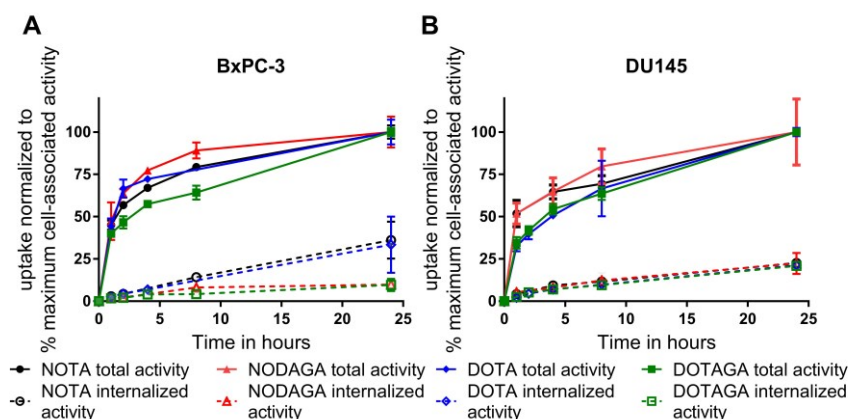 A
BxPC-3
uptake normalized to
% maximum cell-associated activity
100
75
50
25
0
0 5 10 15 20 25
Time in hours
B
DU145
uptake normalized to
% maximum cell-associated activity
100
75
50
25
0
0 5 10 15 20 25
Time in hours
NOTA total activity
NODAGA total activity
DOTA total activity
DOTAGA total activity
NOTA internalized
activity
NODAGA internalized
activity
DOTA internalized
activity
DOTAGA internalized
activity